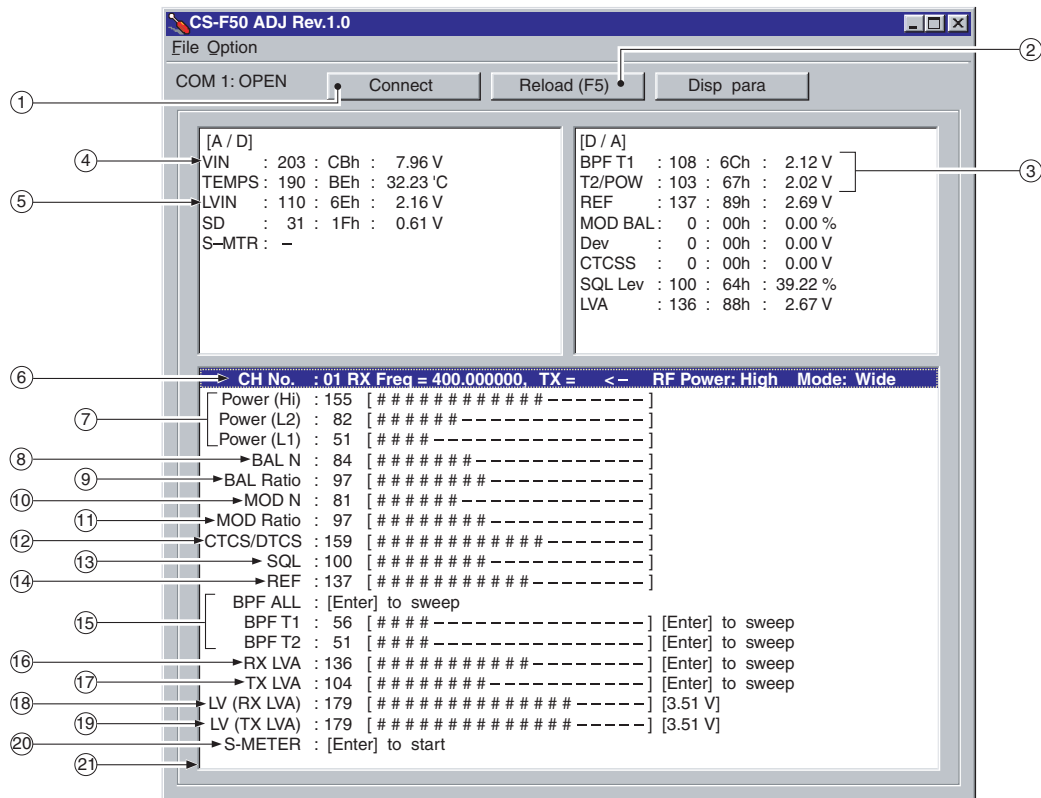 CS-F50 ADJ Rev.1.0
File Option
COM 1: OPEN Connect Reload (F5) Disp para
1
2
[A / D]
VIN : 203 : CBh : 7.96 V
TEMPS : 190 : BEh : 32.23 'C
LVIN : 110 : 6Eh : 2.16 V
SD : 31 : 1Fh : 0.61 V
S–MTR : –
4
5
[D / A]
BPF T1 : 108 : 6Ch : 2.12 V
T2/POW : 103 : 67h : 2.02 V
REF : 137 : 89h : 2.69 V
MOD BAL : 0 : 00h : 0.00 %
Dev : 0 : 00h : 0.00 V
CTCSS : 0 : 00h : 0.00 V
SQL Lev : 100 : 64h : 39.22 %
LVA : 136 : 88h : 2.67 V
3
6 CH No. : 01 RX Freq = 400.000000, TX = <– RF Power: High Mode: Wide
Power (Hi) : 155 [ # # # # # # # # # # # # – – – – – – – – ]
7 Power (L2) : 82 [ # # # # # # – – – – – – – – – – – – – – ]
Power (L1) : 51 [ # # # # – – – – – – – – – – – – – – – – ]
8 BAL N : 84 [ # # # # # # # – – – – – – – – – – – – – ]
9 BAL Ratio : 97 [ # # # # # # # # – – – – – – – – – – – – ]
10 MOD N : 81 [ # # # # # # – – – – – – – – – – – – – – ]
11 MOD Ratio : 97 [ # # # # # # # # – – – – – – – – – – – – ]
12 CTCS/DTCS : 159 [ # # # # # # # # # # # # – – – – – – – – ]
13 SQL : 100 [ # # # # # # # # – – – – – – – – – – – – ]
14 REF : 137 [ # # # # # # # # # # # – – – – – – – – – ]
BPF ALL : [Enter] to sweep
15 BPF T1 : 56 [ # # # # – – – – – – – – – – – – – – – – ] [Enter] to sweep
BPF T2 : 51 [ # # # # – – – – – – – – – – – – – – – – ] [Enter] to sweep
16 RX LVA : 136 [ # # # # # # # # # # # – – – – – – – – – ] [Enter] to sweep
17 TX LVA : 104 [ # # # # # # # # – – – – – – – – – – – – ] [Enter] to sweep
18 LV (RX LVA) : 179 [ # # # # # # # # # # # # # # – – – – – – ] [3.51 V]
19 LV (TX LVA) : 179 [ # # # # # # # # # # # # # # – – – – – – ] [3.51 V]
20 S-METER : [Enter] to start
21